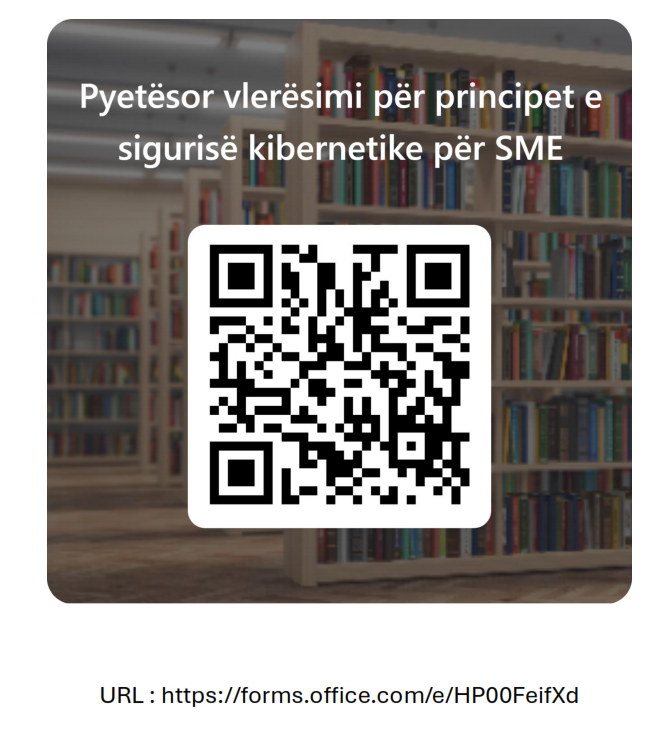 Pyetësor vlerësimi për principet e
sigurisë kibernetike për SME
URL : https://forms.office.com/e/HP00FeifXd